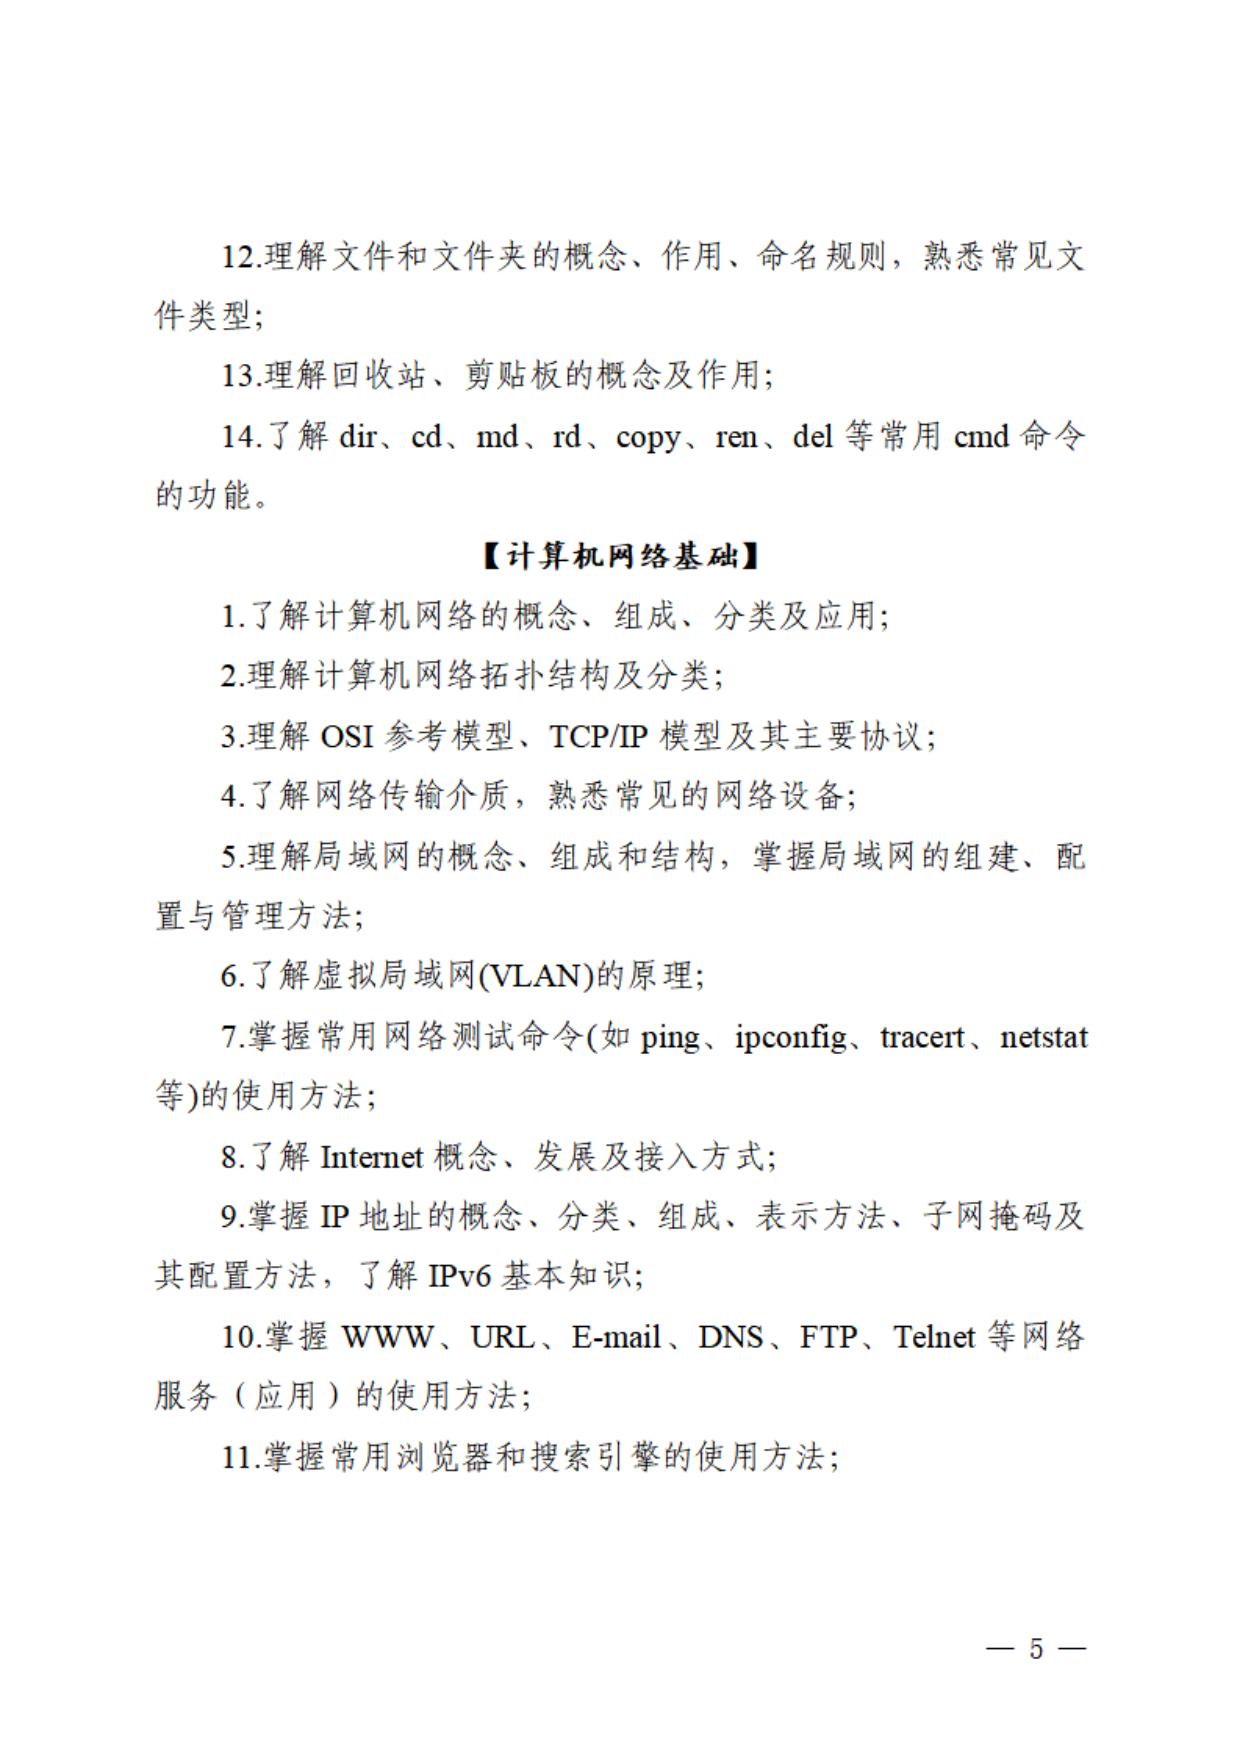 12.理解文件和文件夹的概念、作用、命名规则，熟悉常见文
件类型；
13.理解回收站、剪贴板的概念及作用；
14.了解 dir、cd、md、rd、copy、ren、del 等常用 cmd 命令
的功能。
【计算机网络基础】
1.了解计算机网络的概念、组成、分类及应用；
2.理解计算机网络拓扑结构及分类；
3.理解 OSI 参考模型、TCP/IP 模型及其主要协议；
4.了解网络传输介质，熟悉常见的网络设备；
5.理解局域网的概念、组成和结构，掌握局域网的组建、配
置与管理方法；
6.了解虚拟局域网(VLAN)的原理；
7.掌握常用网络测试命令(如 ping、ipconfig、tracert、netstat
等)的使用方法；
8.了解 Internet 概念、发展及接入方式；
9.掌握 IP 地址的概念、分类、组成、表示方法、子网掩码及
其配置方法，了解 IPv6 基本知识；
10.掌握 WWW、URL、E-mail、DNS、FTP、Telnet 等网络
服务（应用）的使用方法；
11.掌握常用浏览器和搜索引擎的使用方法；
— 5 —